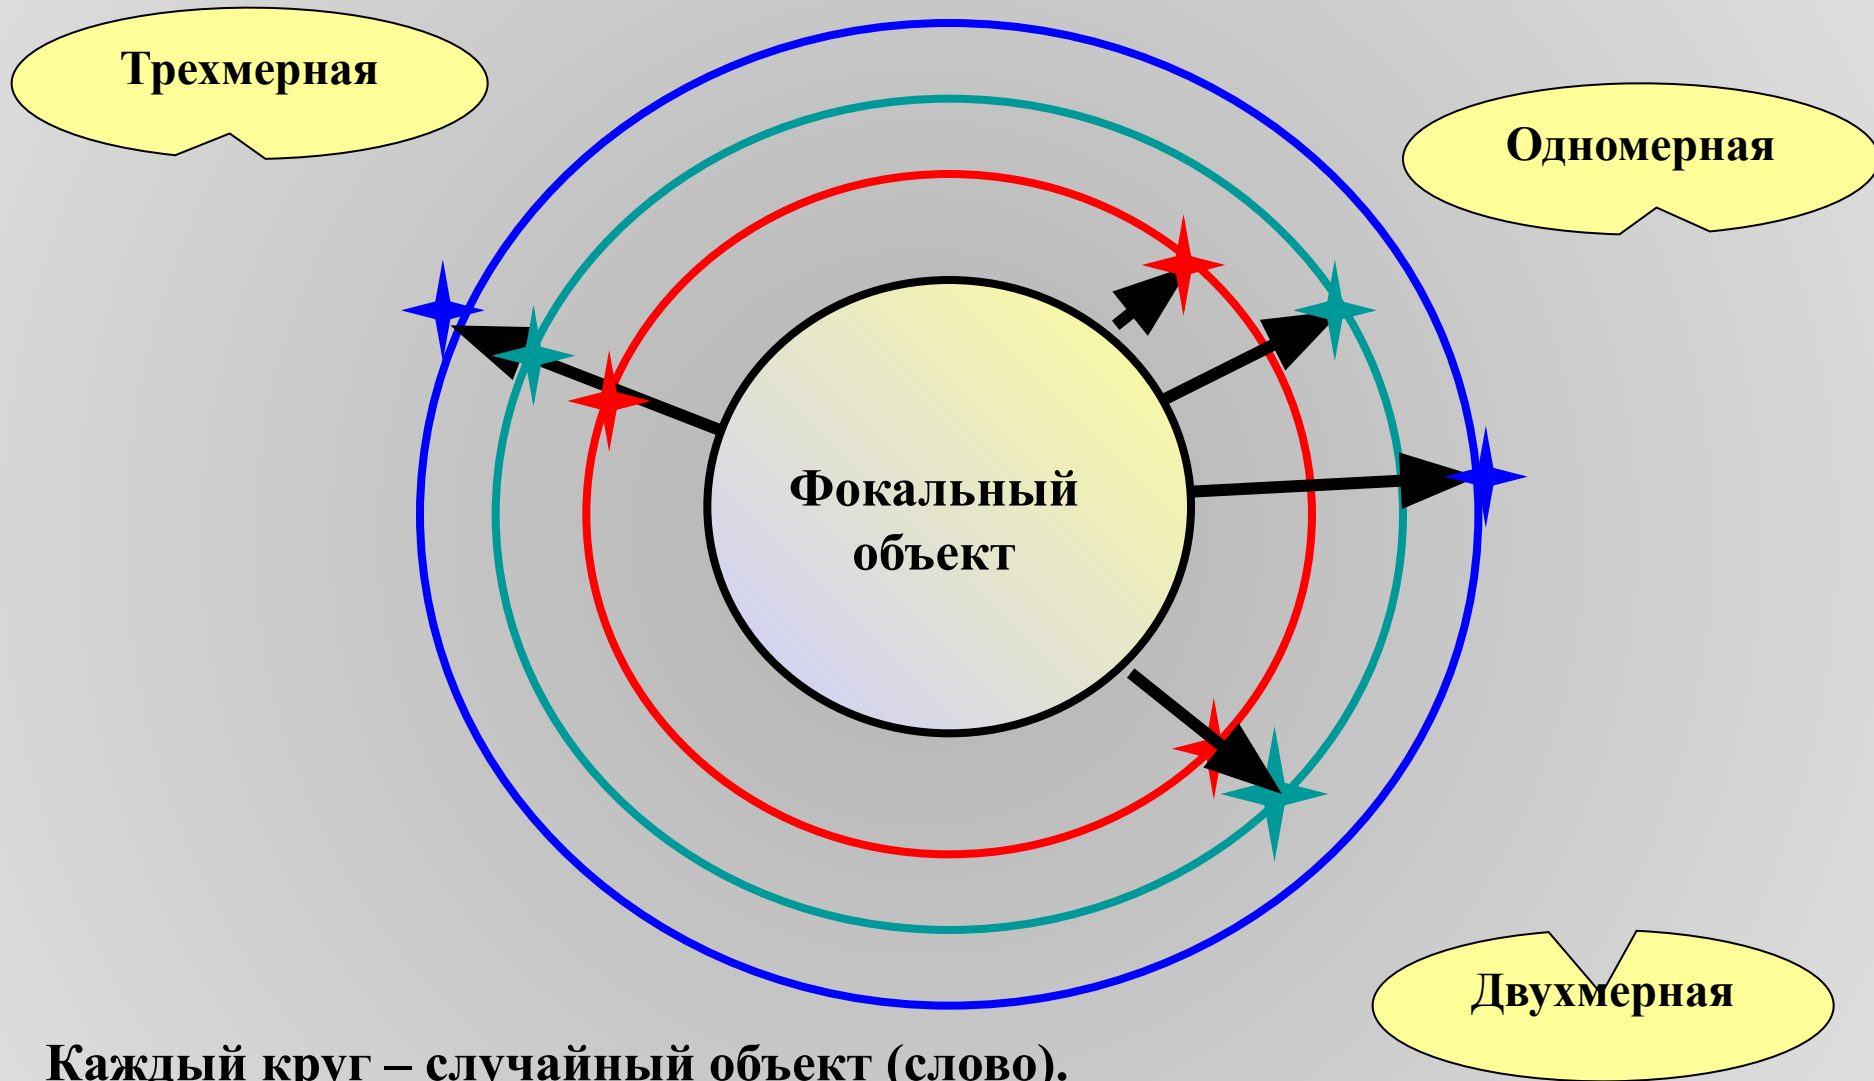 Трехмерная
Одномерная
Фокальный
объект
Двухмерная
Каждый круг – случайный объект (слово).